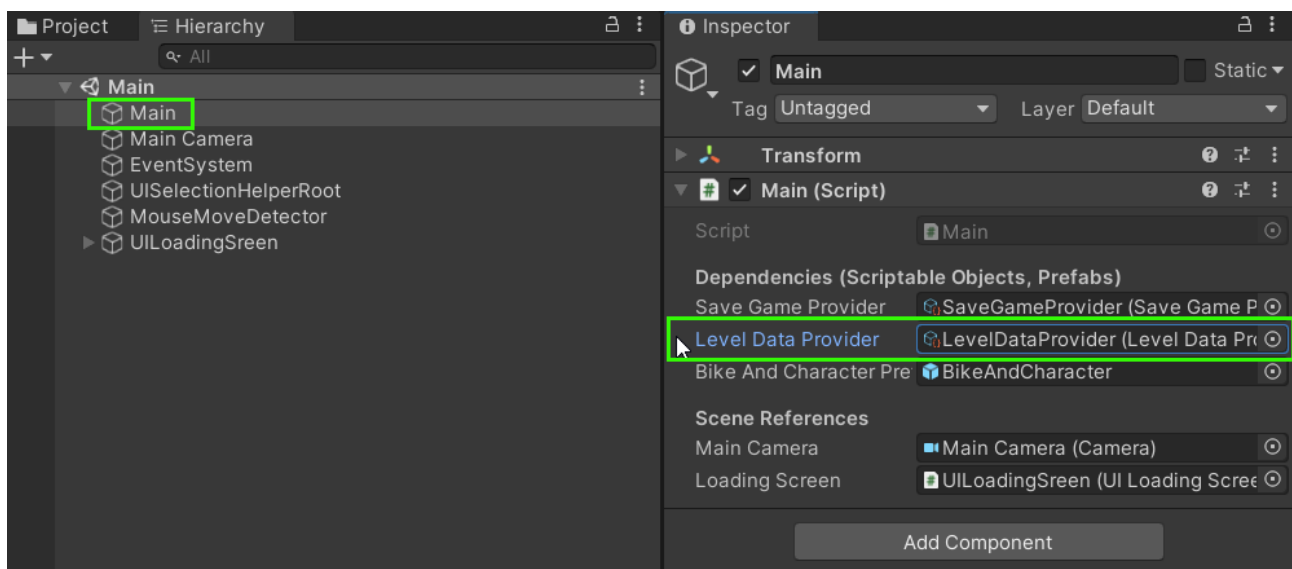 Project
Hierarchy
All
Main
Main
Main Camera
EventSystem
UISelectionHelperRoot
MouseMoveDetector
UILoadingSreen
Inspector
Main
Static
Tag Untagged
Layer Default
Transform
# Main (Script)
Script Main
Dependencies (Scriptable Objects, Prefabs)
Save Game Provider SaveGameProvider (Save Game P
Level Data Provider LevelDataProvider (Level Data Pro
Bike And Character Pre BikeAndCharacter
Scene References
Main Camera Main Camera (Camera)
Loading Screen UILoadingSreen (UI Loading Scree
Add Component